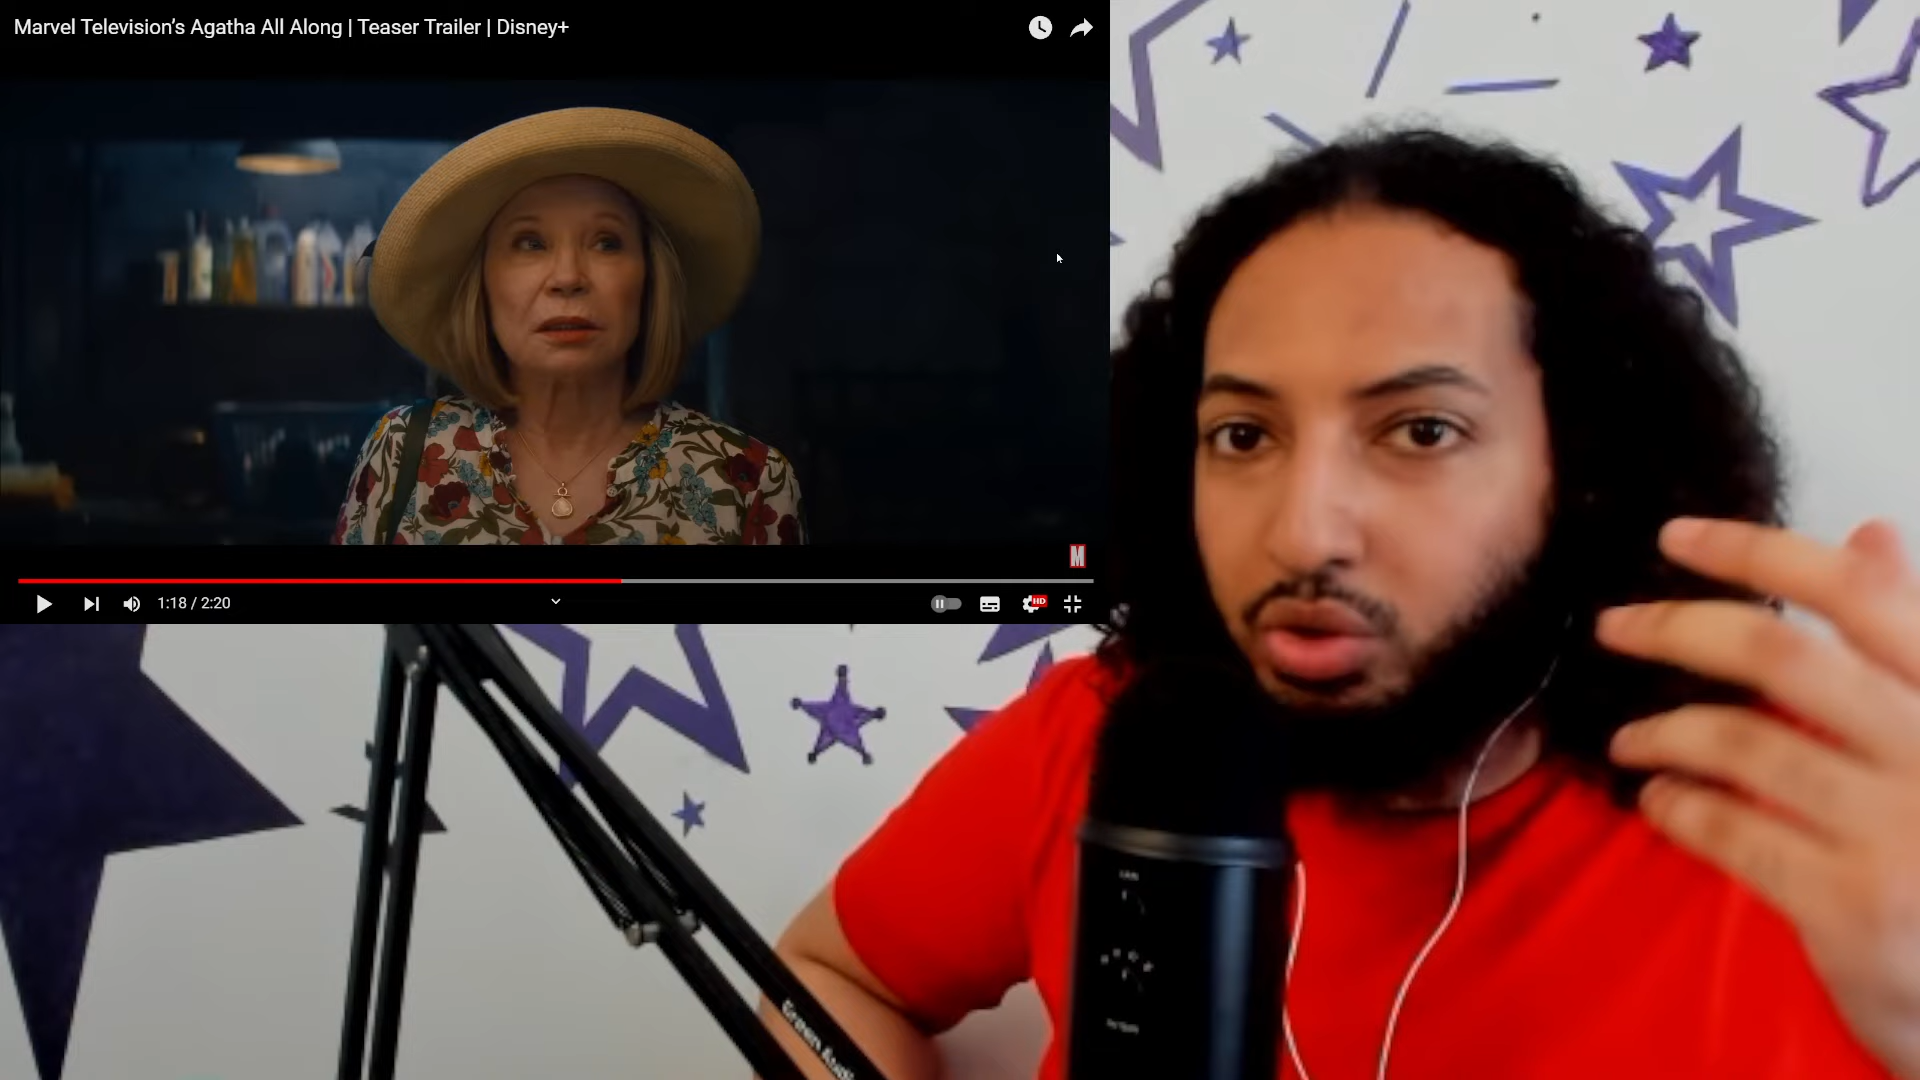 Marvel Television’s Agatha All Along | Teaser Trailer | Disney+
M
1:18 / 2:20
HD